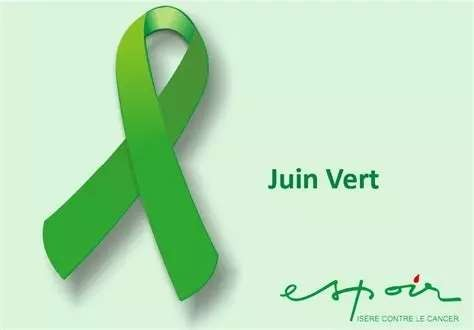 Juin Vert
espoir
ISÈRE CONTRE LE CANCER